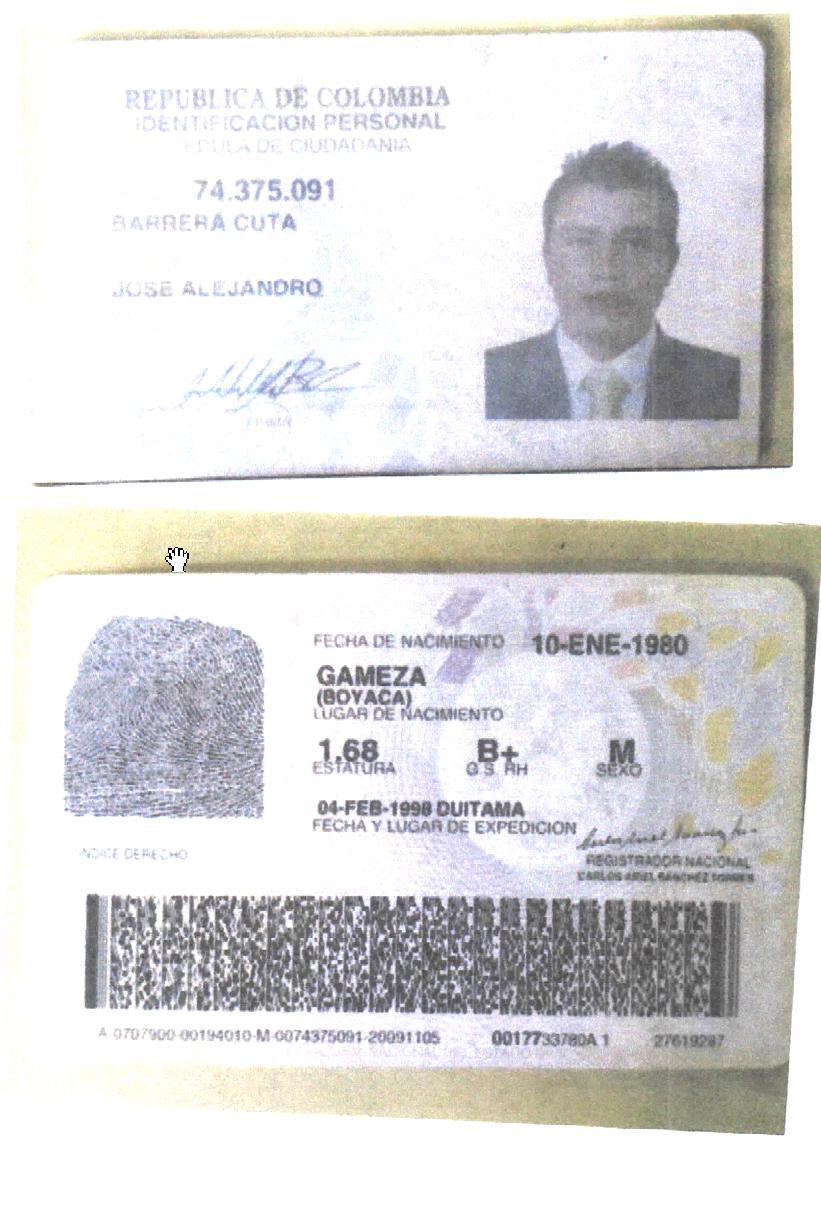 REPUBLICA DE COLOMBIA
IDENTIFICACION PERSONAL
CEDULA DE CIUDADANIA
74.375.091
BARRERA CUTA
JOSE ALEJANDRO
FIRMA
FECHA DE NACIMIENTO 10-ENE-1980
GAMEZA
(BOYACA)
LUGAR DE NACIMIENTO
1.68 B+ M
ESTATURA G.S. RH SEXO
04-FEB-1998 DUITAMA
FECHA Y LUGAR DE EXPEDICION
INDICE DERECHO
REGISTRADOR NACIONAL
CARLOS ARIEL SANCHEZ TORRES
A-0707900-00194010-M-0074375091-20091105 0017733780A 1 27619287